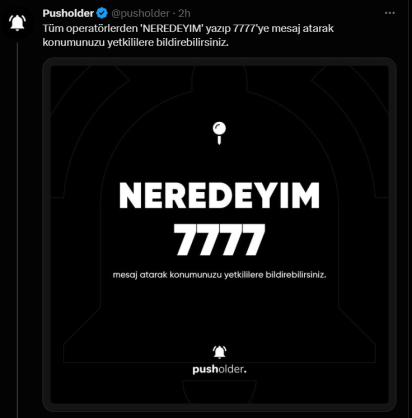 Pusholder @pusholder · 2h
Tüm operatörlerden 'NEREDEYIM' yazıp 7777'ye mesaj atarak
konumunuzu yetkililere bildirebilirsiniz.
NEREDEYIM
7777
mesaj atarak konumunuzu yetkililere bildirebilirsiniz.
pusholder.